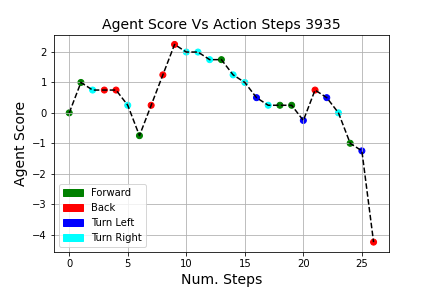 Agent Score Vs Action Steps 3935
Agent Score
2
1
0
−1
−2
−3
−4
Forward
Back
Turn Left
Turn Right
0 5 10 15 20 25
Num. Steps